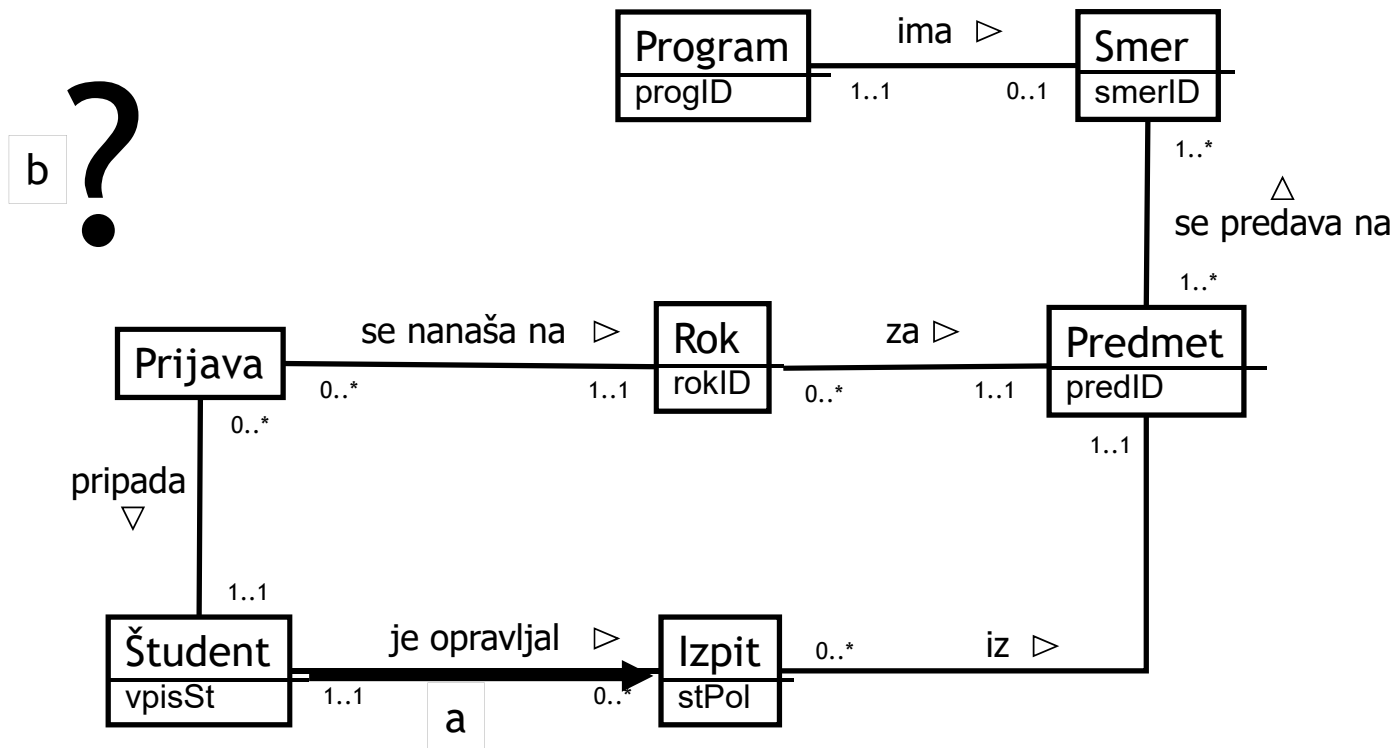 ima ▷
Program
progID
1..1
0..1
Smer
smerID
b
?
1..*
△
se predava na
1..*
Prijava
se nanaša na ▷
0..*
1..1
Rok
rokID
za ▷
0..*
1..1
Predmet
predID
0..*
1..1
pripada
▽
1..1
Študent
vpisSt
je opravljal ▷
1..1
0..*
a
Izpit
stPol
0..*
iz ▷